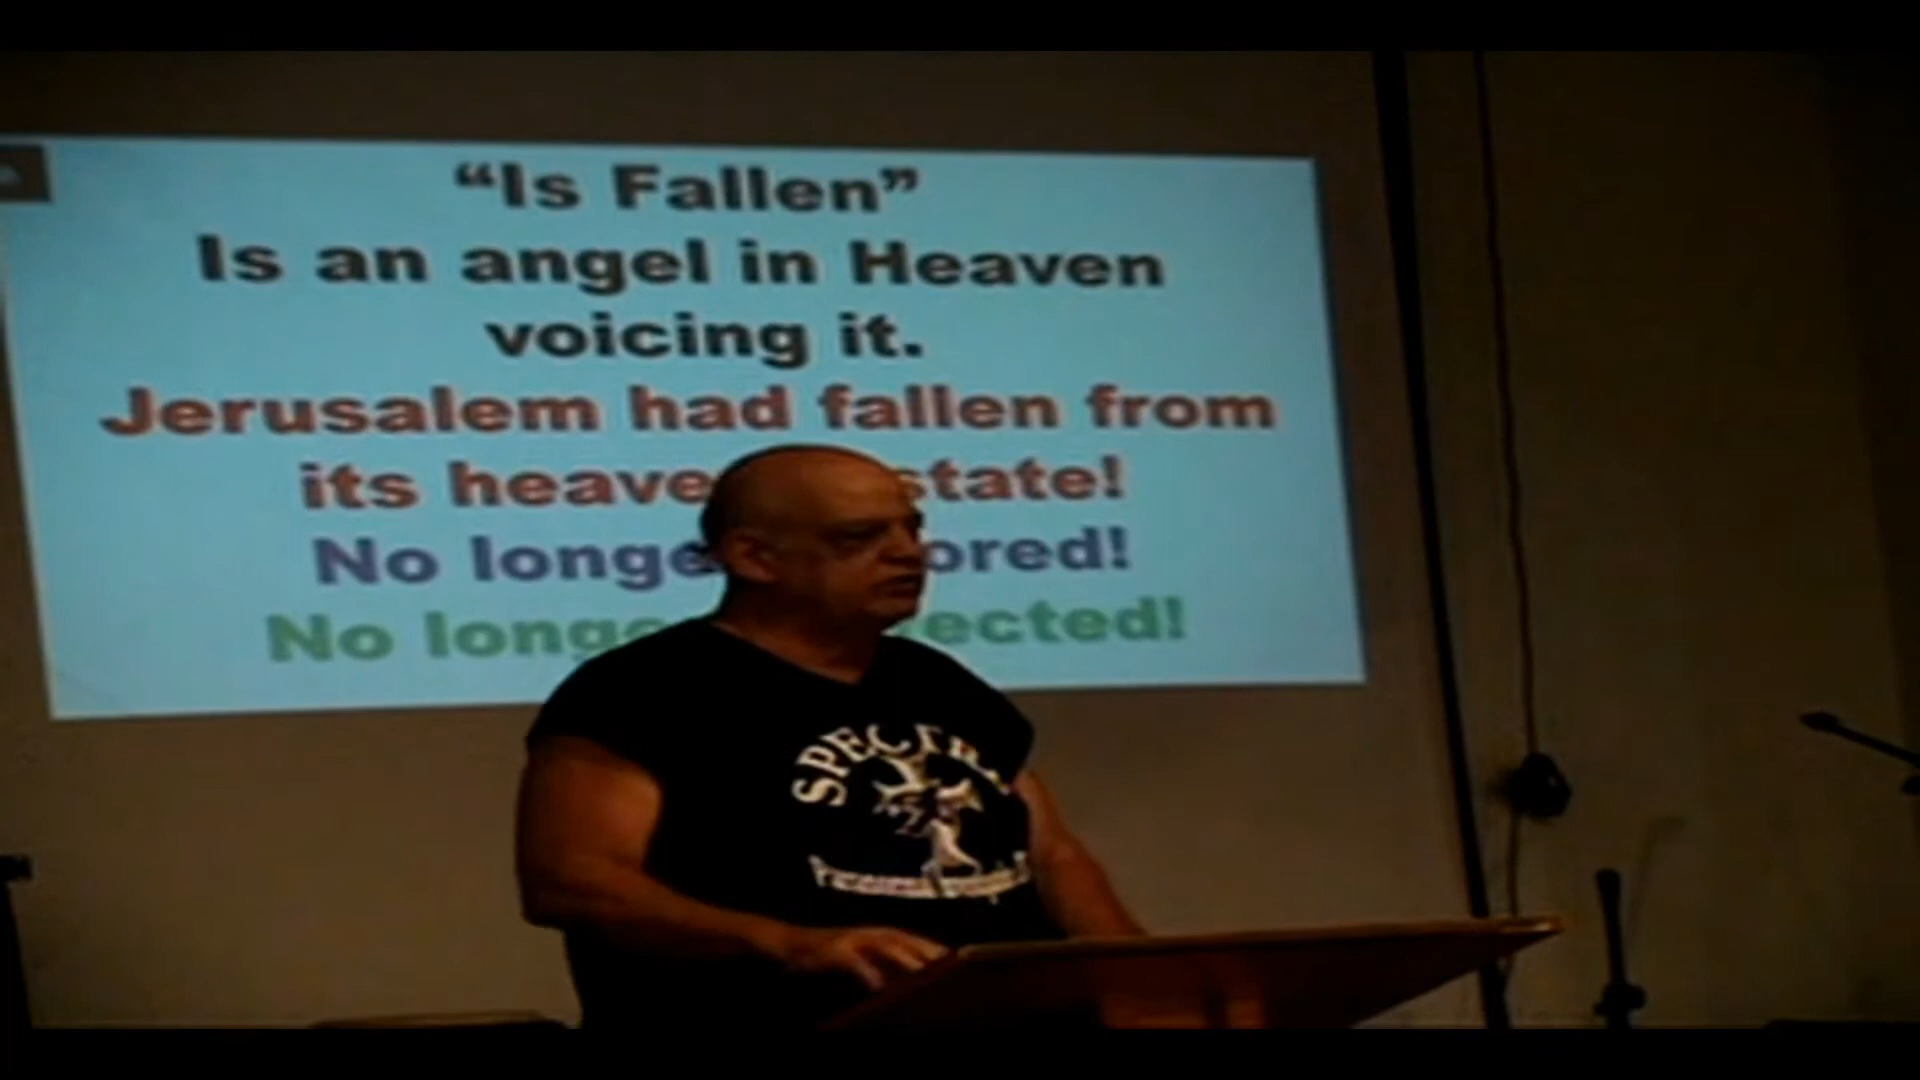 “Is Fallen”
Is an angel in Heaven
voicing it.
Jerusalem had fallen from
its heave state!
No longe ored!
No longe ected!